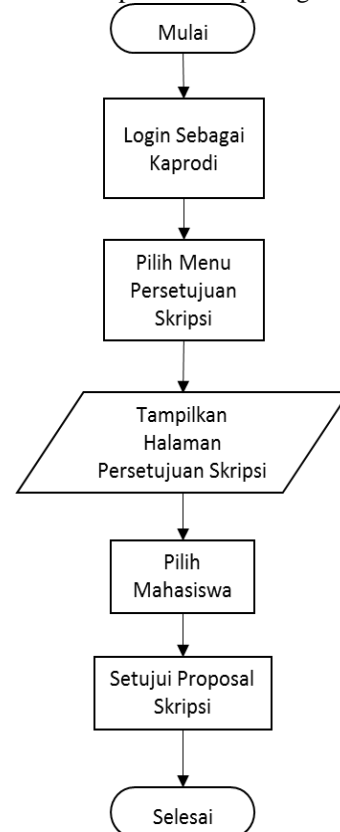 Mulai
Login Sebagai
Kaprodi
Pilih Menu
Persetujuan
Skripsi
Tampilkan
Halaman
Persetujuan Skripsi
Pilih
Mahasiswa
Setujui Proposal
Skripsi
Selesai